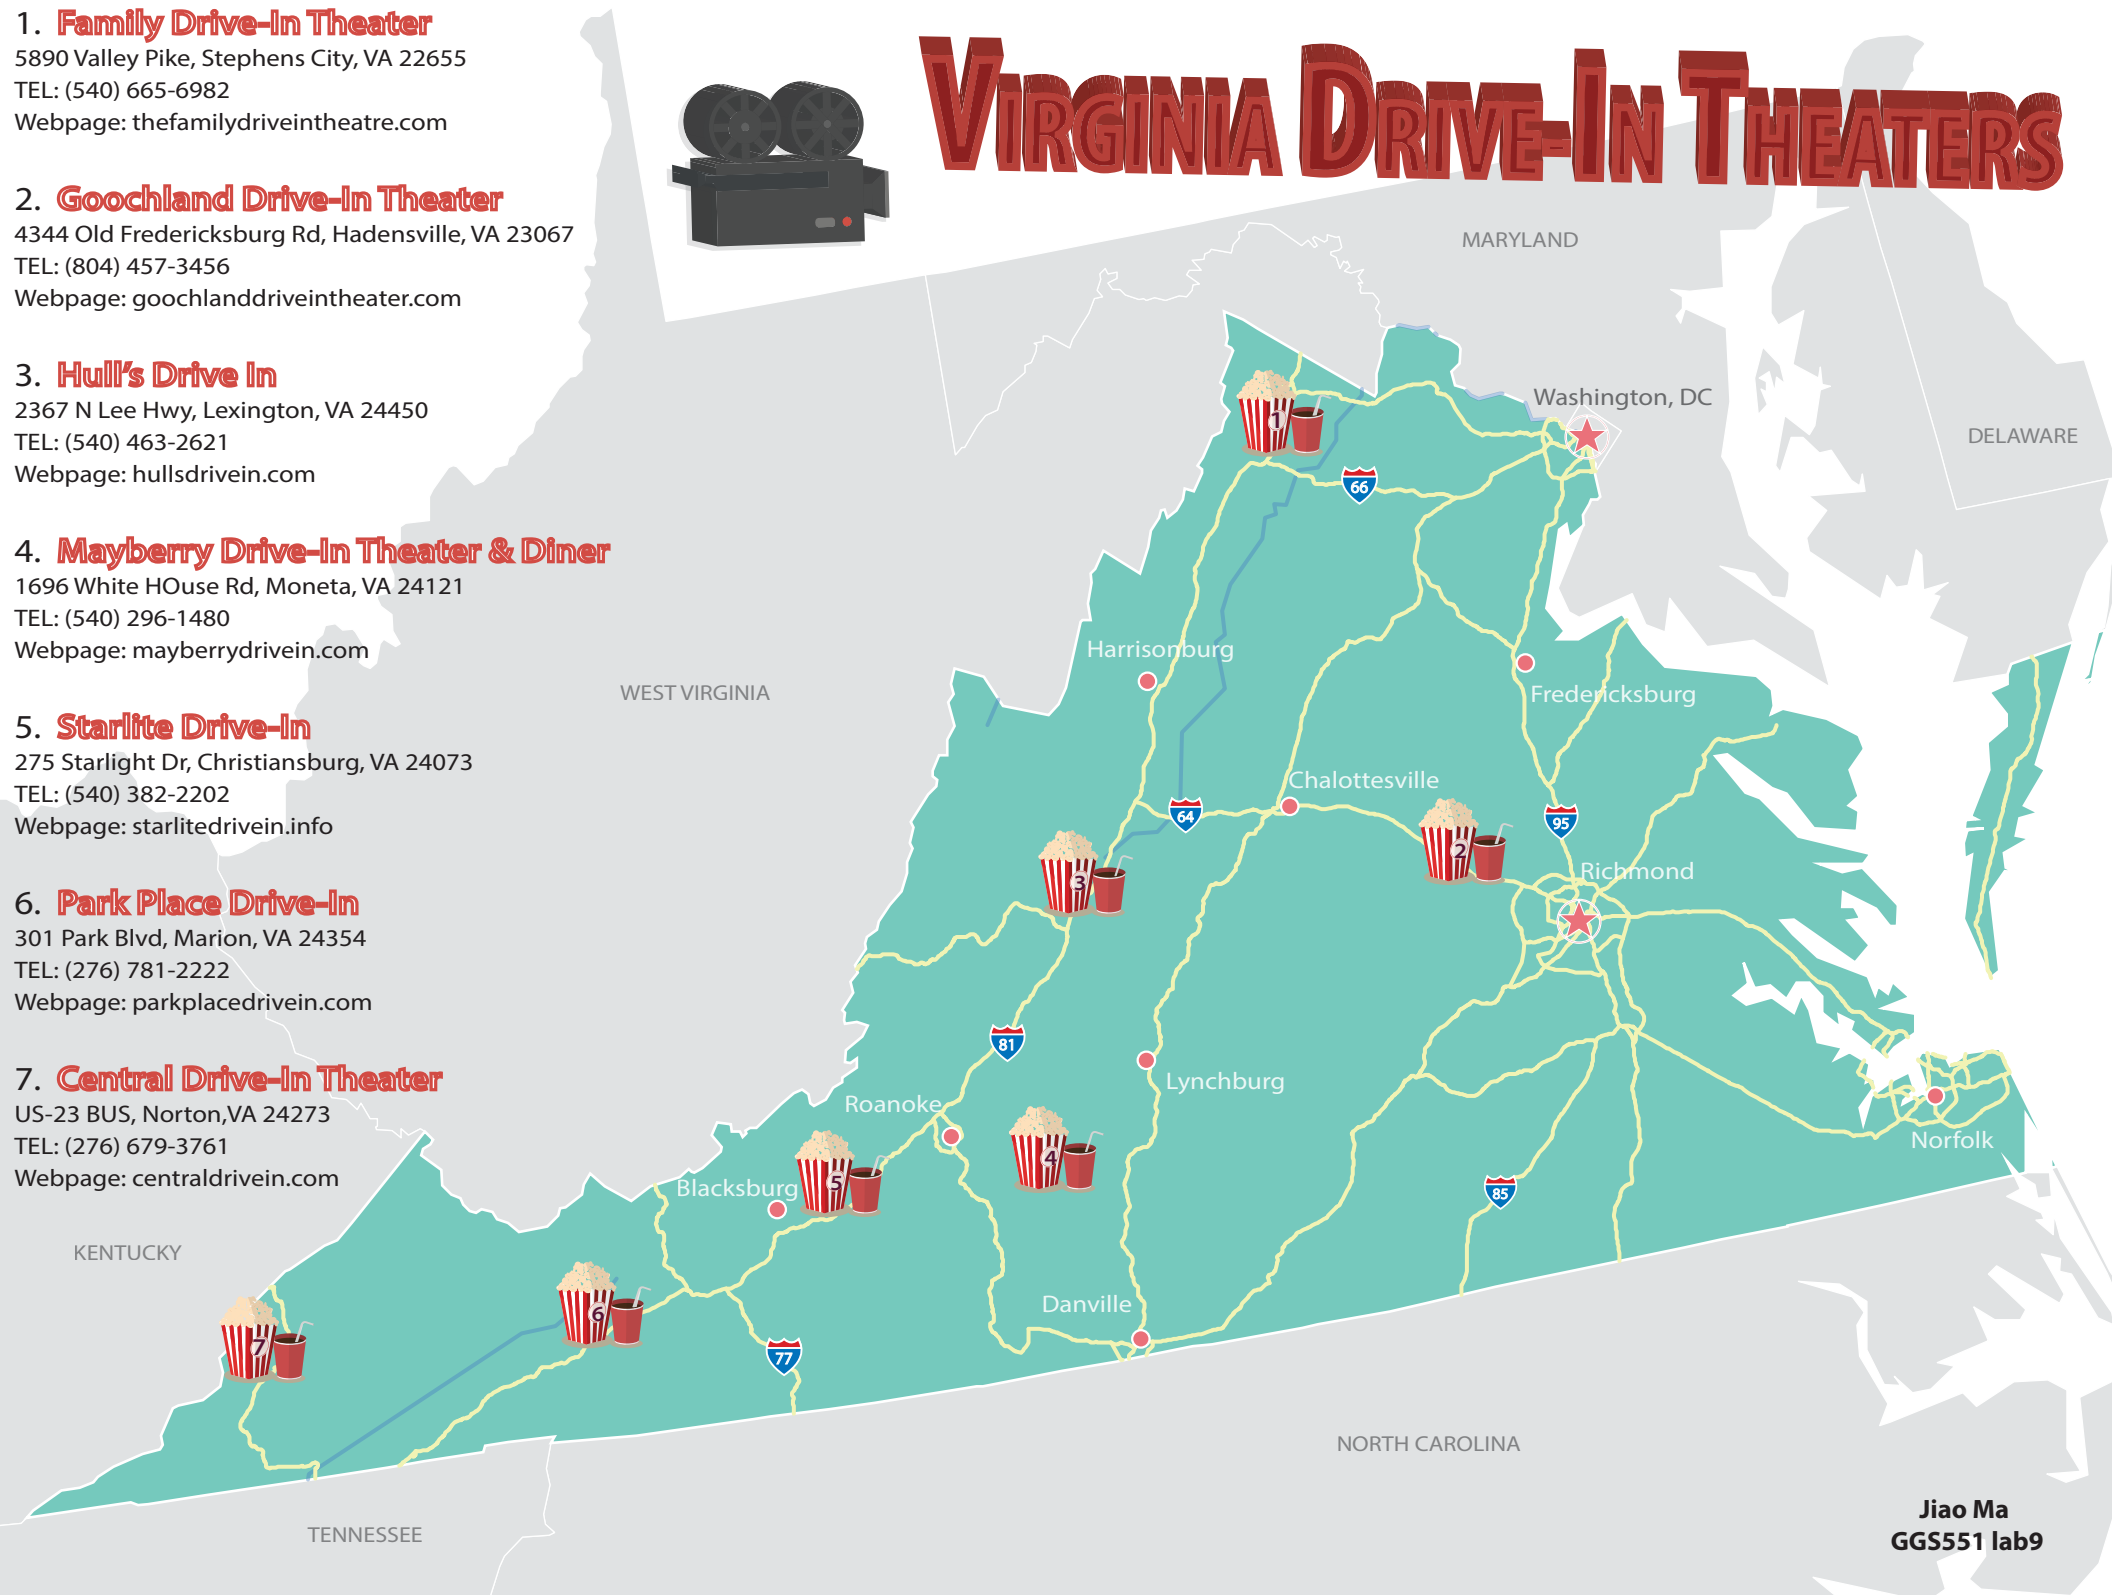 1. Family Drive-In Theater
5890 Valley Pike, Stephens City, VA 22655
TEL: (540) 665-6982
Webpage: thefamilydriveintheatre.com
2. Goochland Drive-In Theater
4344 Old Fredericksburg Rd, Hadensville, VA 23067
TEL: (804) 457-3456
Webpage: goochlanddriveintheater.com
3. Hull's Drive In
2367 N Lee Hwy, Lexington, VA 24450
TEL: (540) 463-2621
Webpage: hullsdrivein.com
4. Mayberry Drive-In Theater & Diner
1696 White HOuse Rd, Moneta, VA 24121
TEL: (540) 296-1480
Webpage: mayberrydrivein.com
5. Starlite Drive-In
275 Starlight Dr, Christiansburg, VA 24073
TEL: (540) 382-2202
Webpage: starlitedrivein.info
6. Park Place Drive-In
301 Park Blvd, Marion, VA 24354
TEL: (276) 781-2222
Webpage: parkplacedrivein.com
7. Central Drive-In Theater
US-23 BUS, Norton,VA 24273
TEL: (276) 679-3761
Webpage: centraldrivein.com
VIRGINIA DRIVE-IN THEATERS
MARYLAND
Washington, DC
DELAWARE
1
66
Harrisonburg
WEST VIRGINIA
Fredericksburg
Chalottesville
64
95
2
Richmond
3
81
Lynchburg
Roanoke
4
Norfolk
5
Blacksburg
85
KENTUCKY
Danville
6
7
77
NORTH CAROLINA
TENNESSEE
Jiao Ma
GGS551 lab9